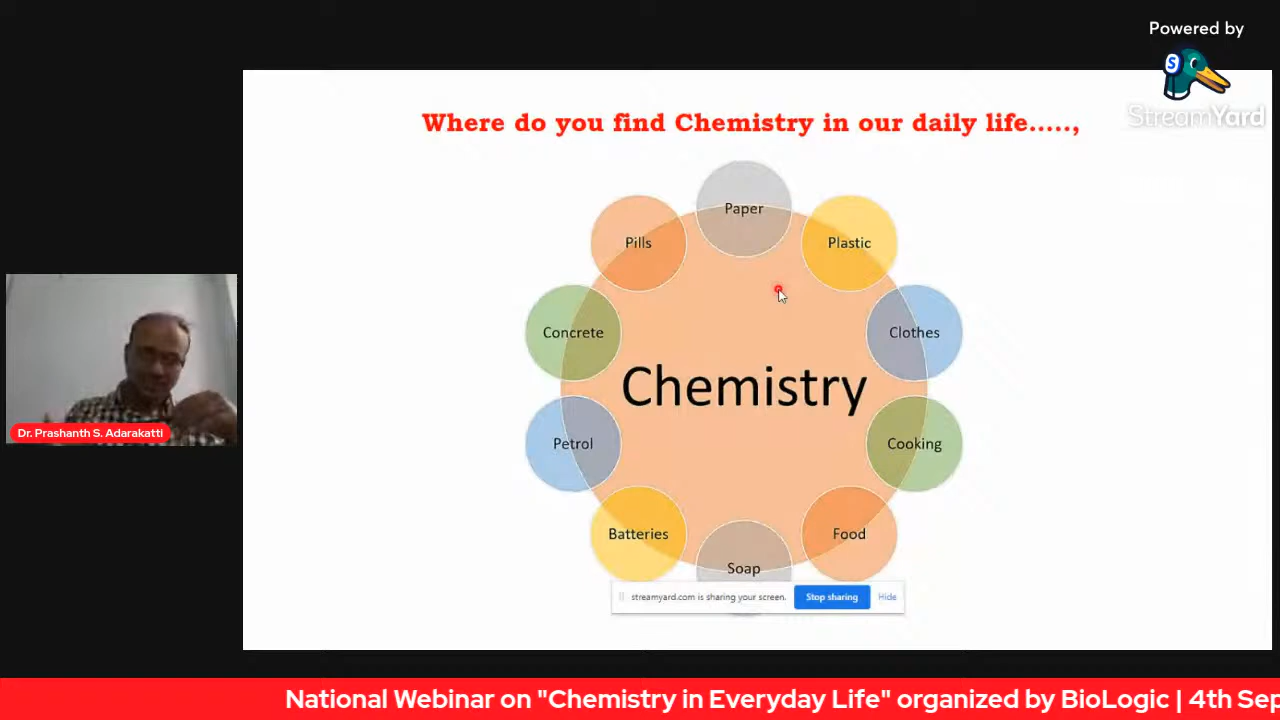 Powered by
StreamYard
Where do you find Chemistry in our daily life.....,
Paper
Pills
Plastic
Concrete
Clothes
Chemistry
Petrol
Cooking
Batteries
Food
Soap
streamyard.com is sharing your screen.
Stop sharing
Hide
Dr. Prashanth S. Adarakatti
National Webinar on "Chemistry in Everyday Life" organized by BioLogic | 4th Sep